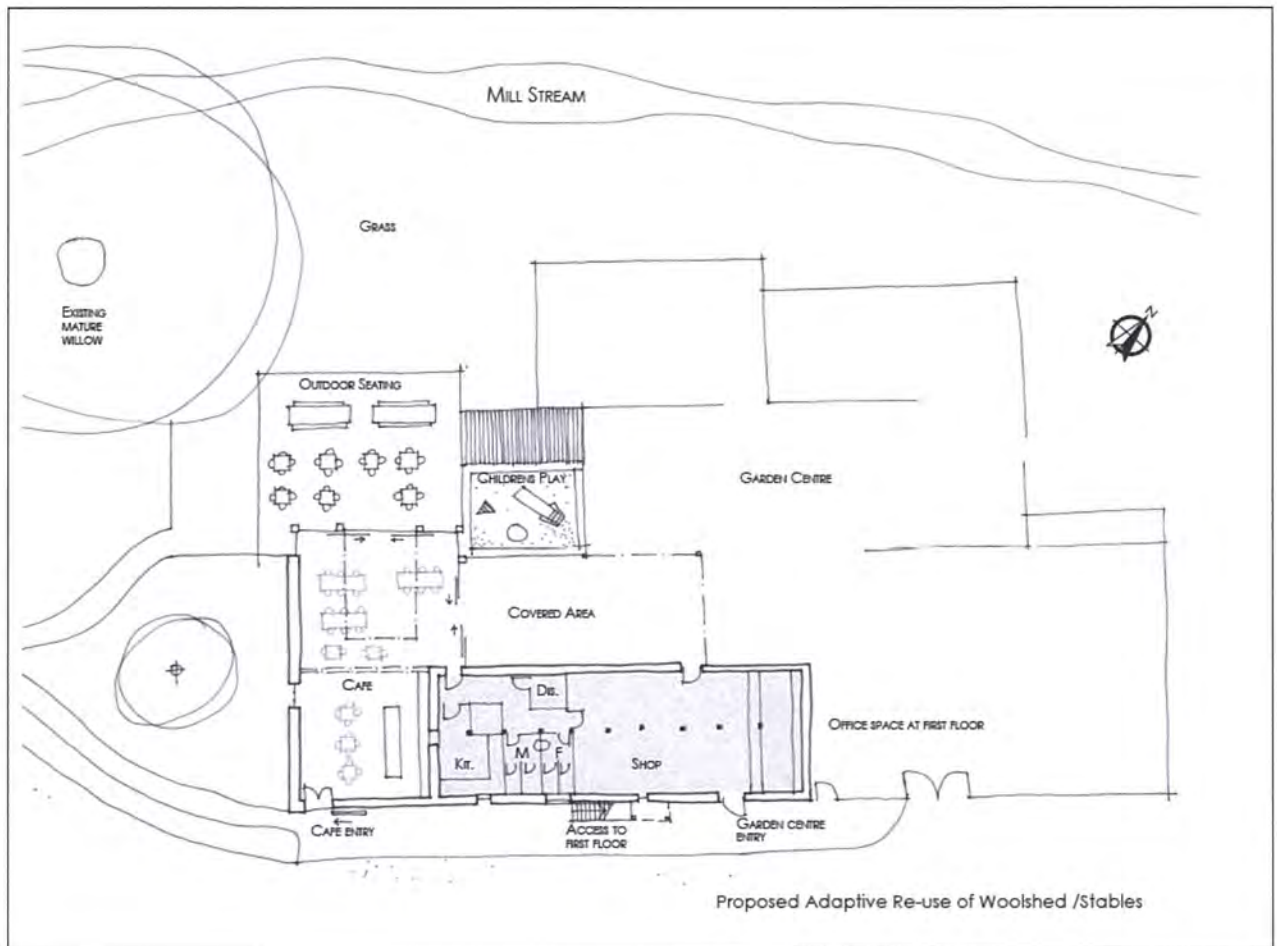 MILL STREAM
GRASS
EXISTING
MATURE
WILLOW
N
OUTDOOR SEATING
CHILDRENS PLAY
GARDEN CENTRE
COVERED AREA
CAFE
DIS.
OFFICE SPACE AT FIRST FLOOR
KIT.
M
F
SHOP
CAFE ENTRY
ACCESS TO
FIRST FLOOR
GARDEN CENTRE
ENTRY
Proposed Adaptive Re-use of Woolshed /Stables